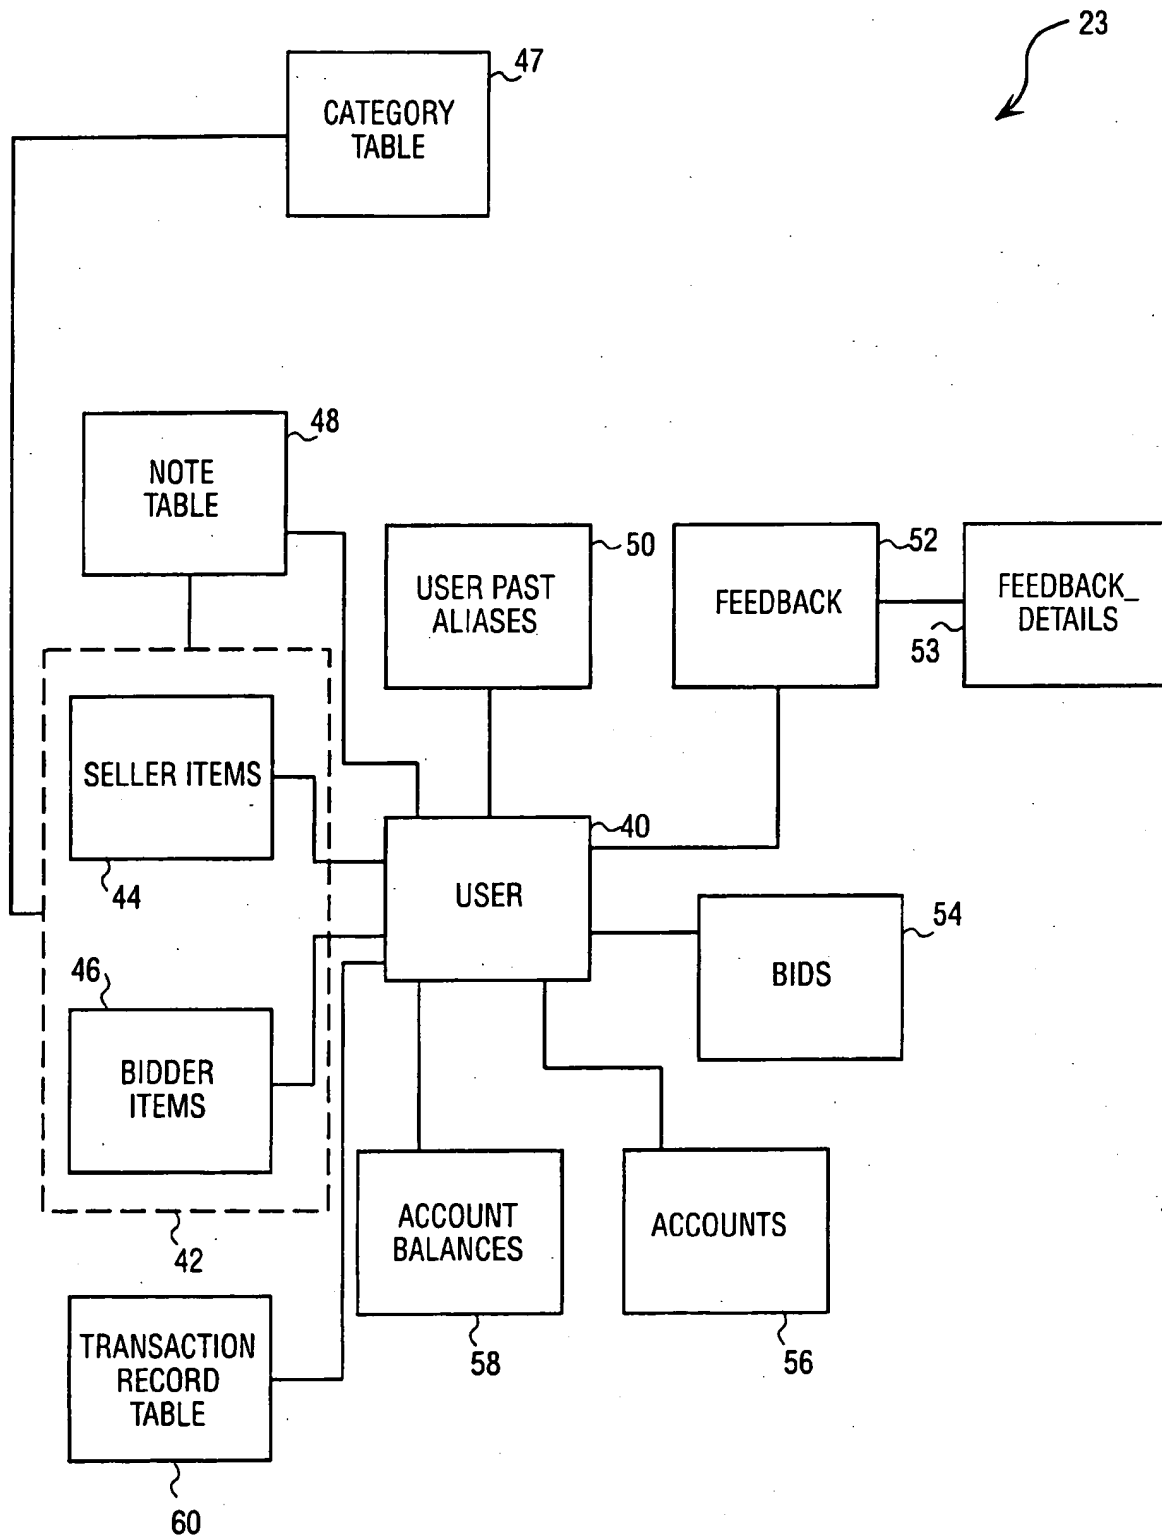 23
47
CATEGORY
TABLE
48
NOTE
TABLE
50
USER PAST
ALIASES
52
FEEDBACK
53
FEEDBACK_
DETAILS
SELLER ITEMS
44
40
USER
54
BIDS
46
BIDDER
ITEMS
42
ACCOUNT
BALANCES
58
ACCOUNTS
56
TRANSACTION
RECORD
TABLE
60